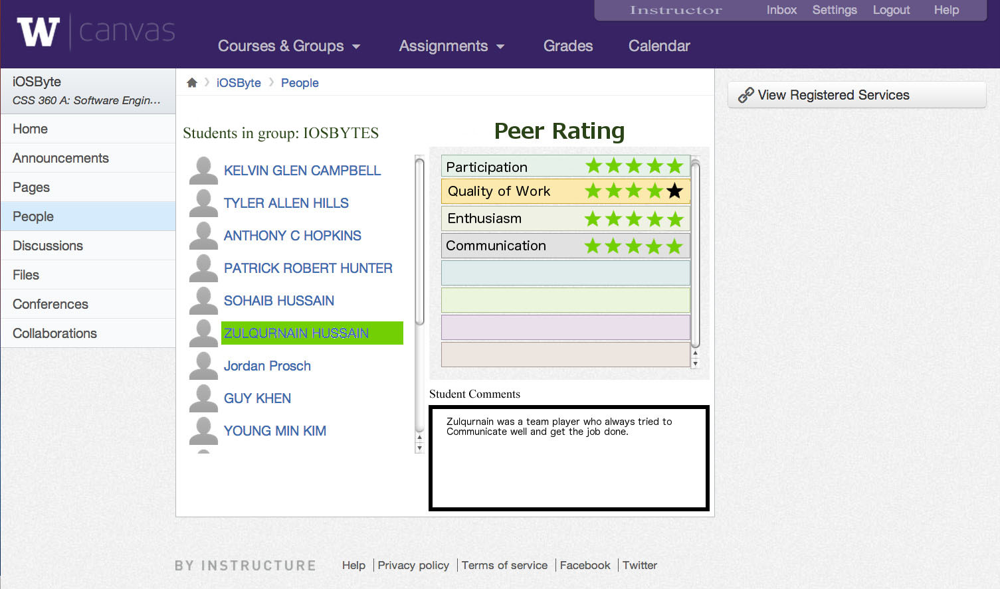 Instructor Inbox Settings Logout Help
W canvas
Courses & Groups Assignments Grades Calendar
iOSByte
CSS 360 A: Software Engin...
Home
Announcements
Pages
People
Discussions
Files
Conferences
Collaborations
iOSByte People
Students in group: IOSBYTES
KELVIN GLEN CAMPBELL
TYLER ALLEN HILLS
ANTHONY C HOPKINS
PATRICK ROBERT HUNTER
SOHAIB HUSSAIN
ZULQURNAIN HUSSAIN
Jordan Prosch
GUY KHEN
YOUNG MIN KIM
Peer Rating
Participation
Quality of Work
Enthusiasm
Communication
Student Comments
Zulqurnain was a team player who always tried to
Communicate well and get the job done.
View Registered Services
BY INSTRUCTURE Help Privacy policy Terms of service Facebook Twitter